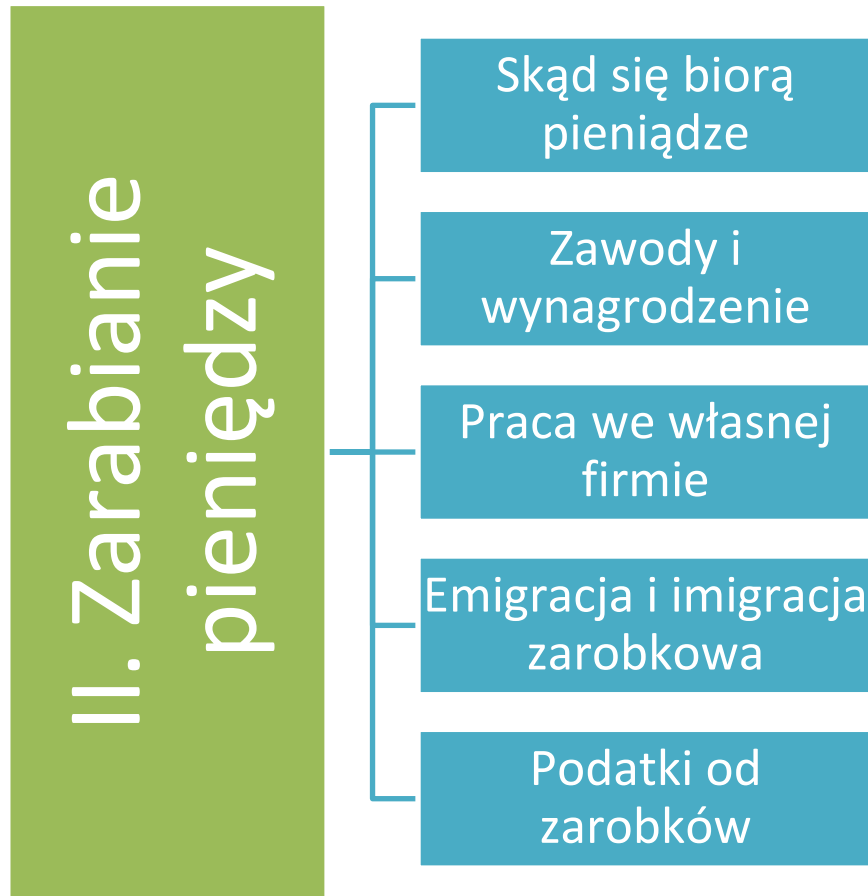 II. Zarabianie
pieniędzy
Skąd się biorą
pieniądze
Zawody i
wynagrodzenie
Praca we własnej
firmie
Emigracja i imigracja
zarobkowa
Podatki od
zarobków